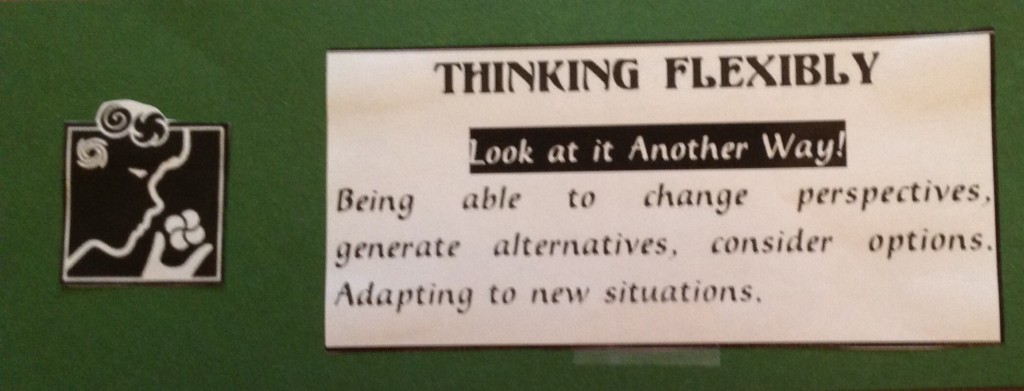 THINKING FLEXIBLY
Look at it Another Way!
Being able to change perspectives,
generate alternatives, consider options.
Adapting to new situations.